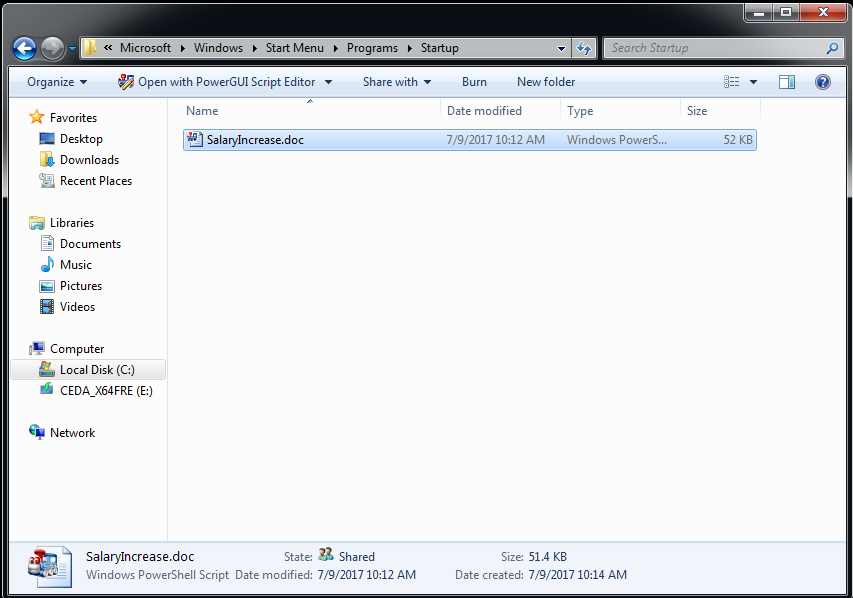 « Microsoft Windows Start Menu Programs Startup Search Startup
Organize Open with PowerGUI Script Editor Share with Burn New folder
Name Date modified Type Size
SalaryIncrease.doc 7/9/2017 10:12 AM Windows PowerS... 52 KB
Favorites
Desktop
Downloads
Recent Places
Libraries
Documents
Music
Pictures
Videos
Computer
Local Disk (C:)
CEDA_X64FRE (E:)
Network
SalaryIncrease.doc State: Shared Size: 51.4 KB
Windows PowerShell Script Date modified: 7/9/2017 10:12 AM Date created: 7/9/2017 10:14 AM